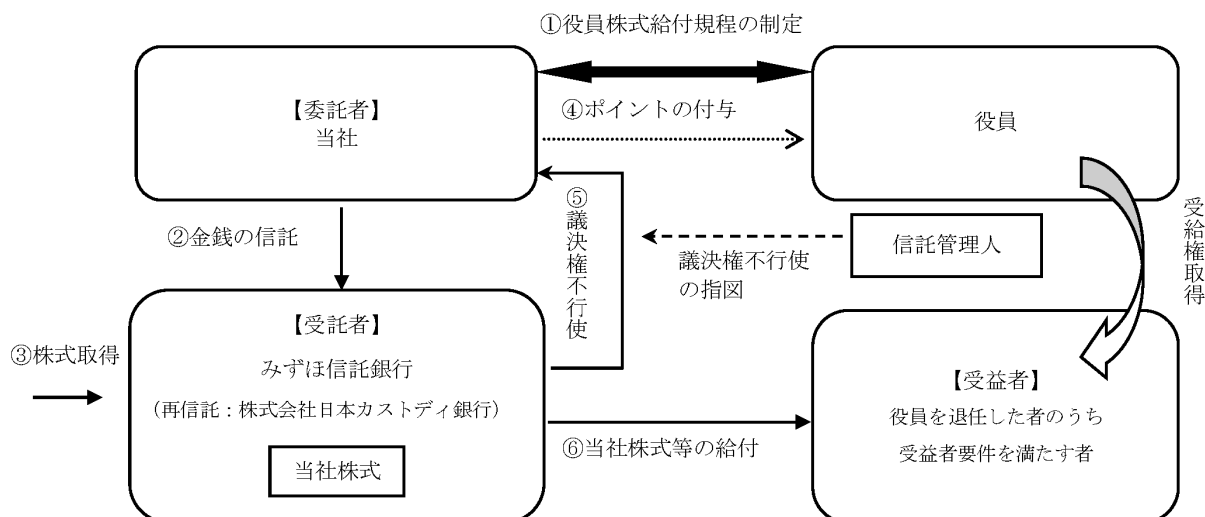 ①役員株式給付規程の制定
【委託者】
当社
④ポイントの付与
役員
②金銭の信託
⑤議決権不行使
議決権不行使
の指図
信託管理人
受給権取得
③株式取得
【受託者】
みずほ信託銀行
(再信託：株式会社日本カストディ銀行)
当社株式
⑥当社株式等の給付
【受益者】
役員を退任した者のうち
受益者要件を満たす者